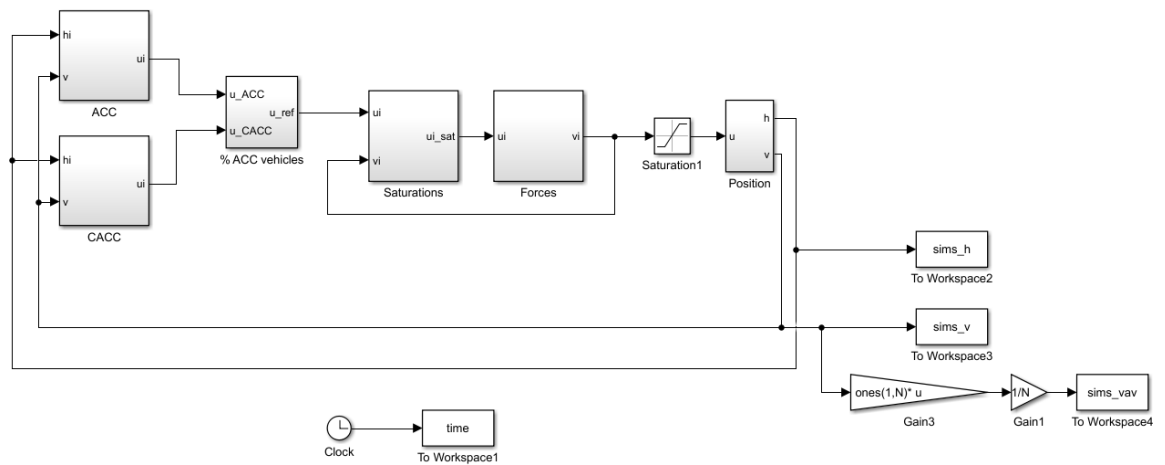 hi
ui
v
ACC
hi
ui
v
CACC
u_ACC
u_ref
u_CACC
% ACC vehicles
ui
ui_sat
vi
Saturations
ui
vi
Forces
Saturation1
h
u
v
Position
sims_h
To Workspace2
sims_v
To Workspace3
ones(1,N)* u
Gain3
1/N
Gain1
sims_vav
To Workspace4
Clock
time
To Workspace1